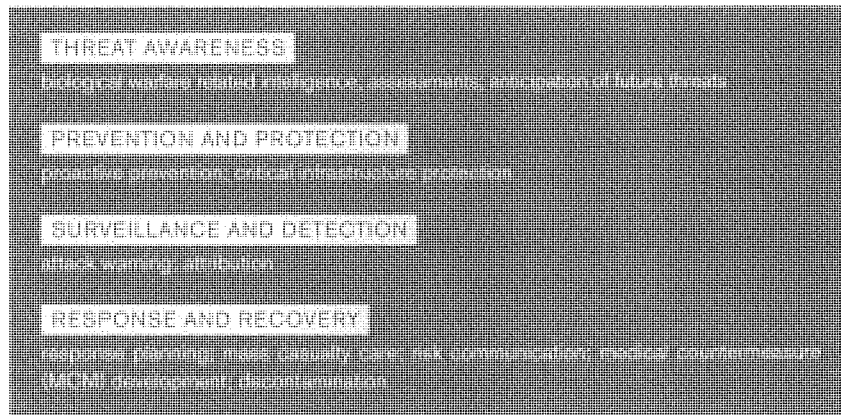 THREAT AWARENESS
biological warfare related intelligence; assessments; anticipation of future threats
PREVENTION AND PROTECTION
proactive prevention; critical infrastructure protection
SURVEILLANCE AND DETECTION
attack warning; attribution
RESPONSE AND RECOVERY
response planning; mass casualty care; risk communication; medical countermeasure
(MCM) development; decontamination